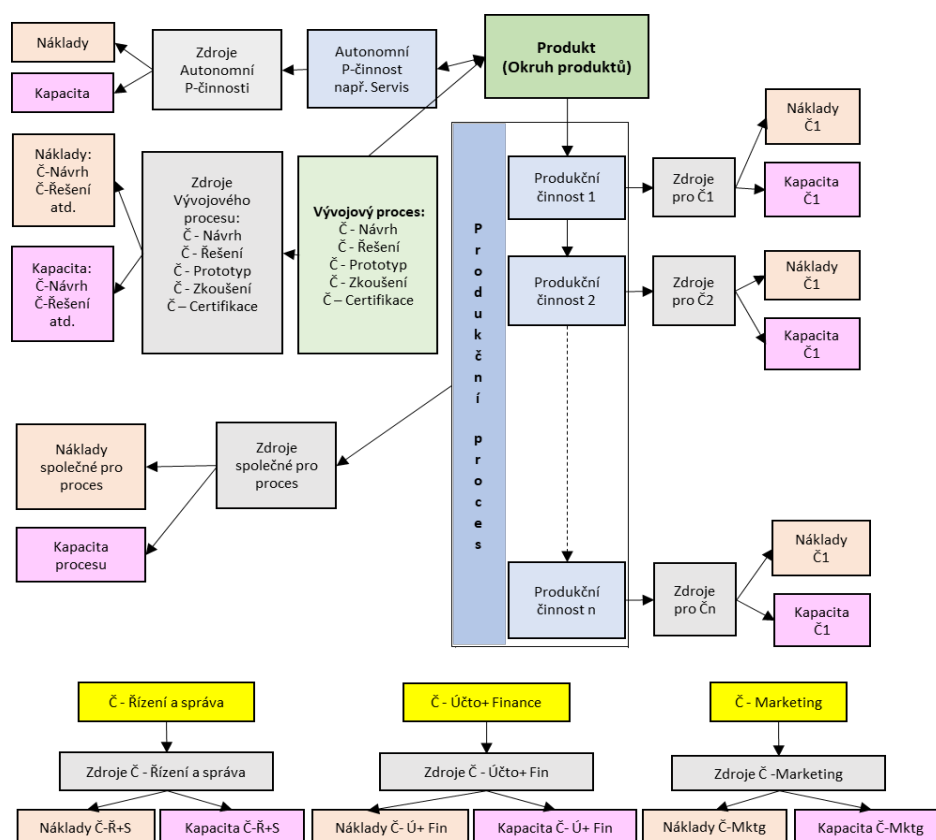 Náklady
Kapacita
Zdroje
Autonomní
P-činnosti
Autonomní
P-činnost
např. Servis
Produkt
(Okruh produktů)
Náklady:
Č-Návrh
Č-Řešení
atd.
Kapacita:
Č-Návrh
Č-Řešení
atd.
Zdroje
Vývojového
procesu:
Č - Návrh
Č - Řešení
Č - Prototyp
Č - Zkoušení
Č – Certifikace
Vývojový proces:
Č - Návrh
Č - Řešení
Č - Prototyp
Č - Zkoušení
Č – Certifikace
Produkční proces
Produkční
činnost 1
Zdroje
pro Č1
Náklady
Č1
Kapacita
Č1
Produkční
činnost 2
Zdroje
pro Č2
Náklady
Č1
Kapacita
Č1
Náklady
společné pro
proces
Kapacita
procesu
Zdroje
společné pro
proces
Produkční
činnost n
Zdroje
pro Čn
Náklady
Č1
Kapacita
Č1
Č - Řízení a správa
Zdroje Č - Řízení a správa
Náklady Č-Ř+S
Kapacita Č-Ř+S
Č - Účto+ Finance
Zdroje Č - Účto+ Fin
Náklady Č- Ú+ Fin
Kapacita Č- Ú+ Fin
Č - Marketing
Zdroje Č -Marketing
Náklady Č-Mktg
Kapacita Č-Mktg